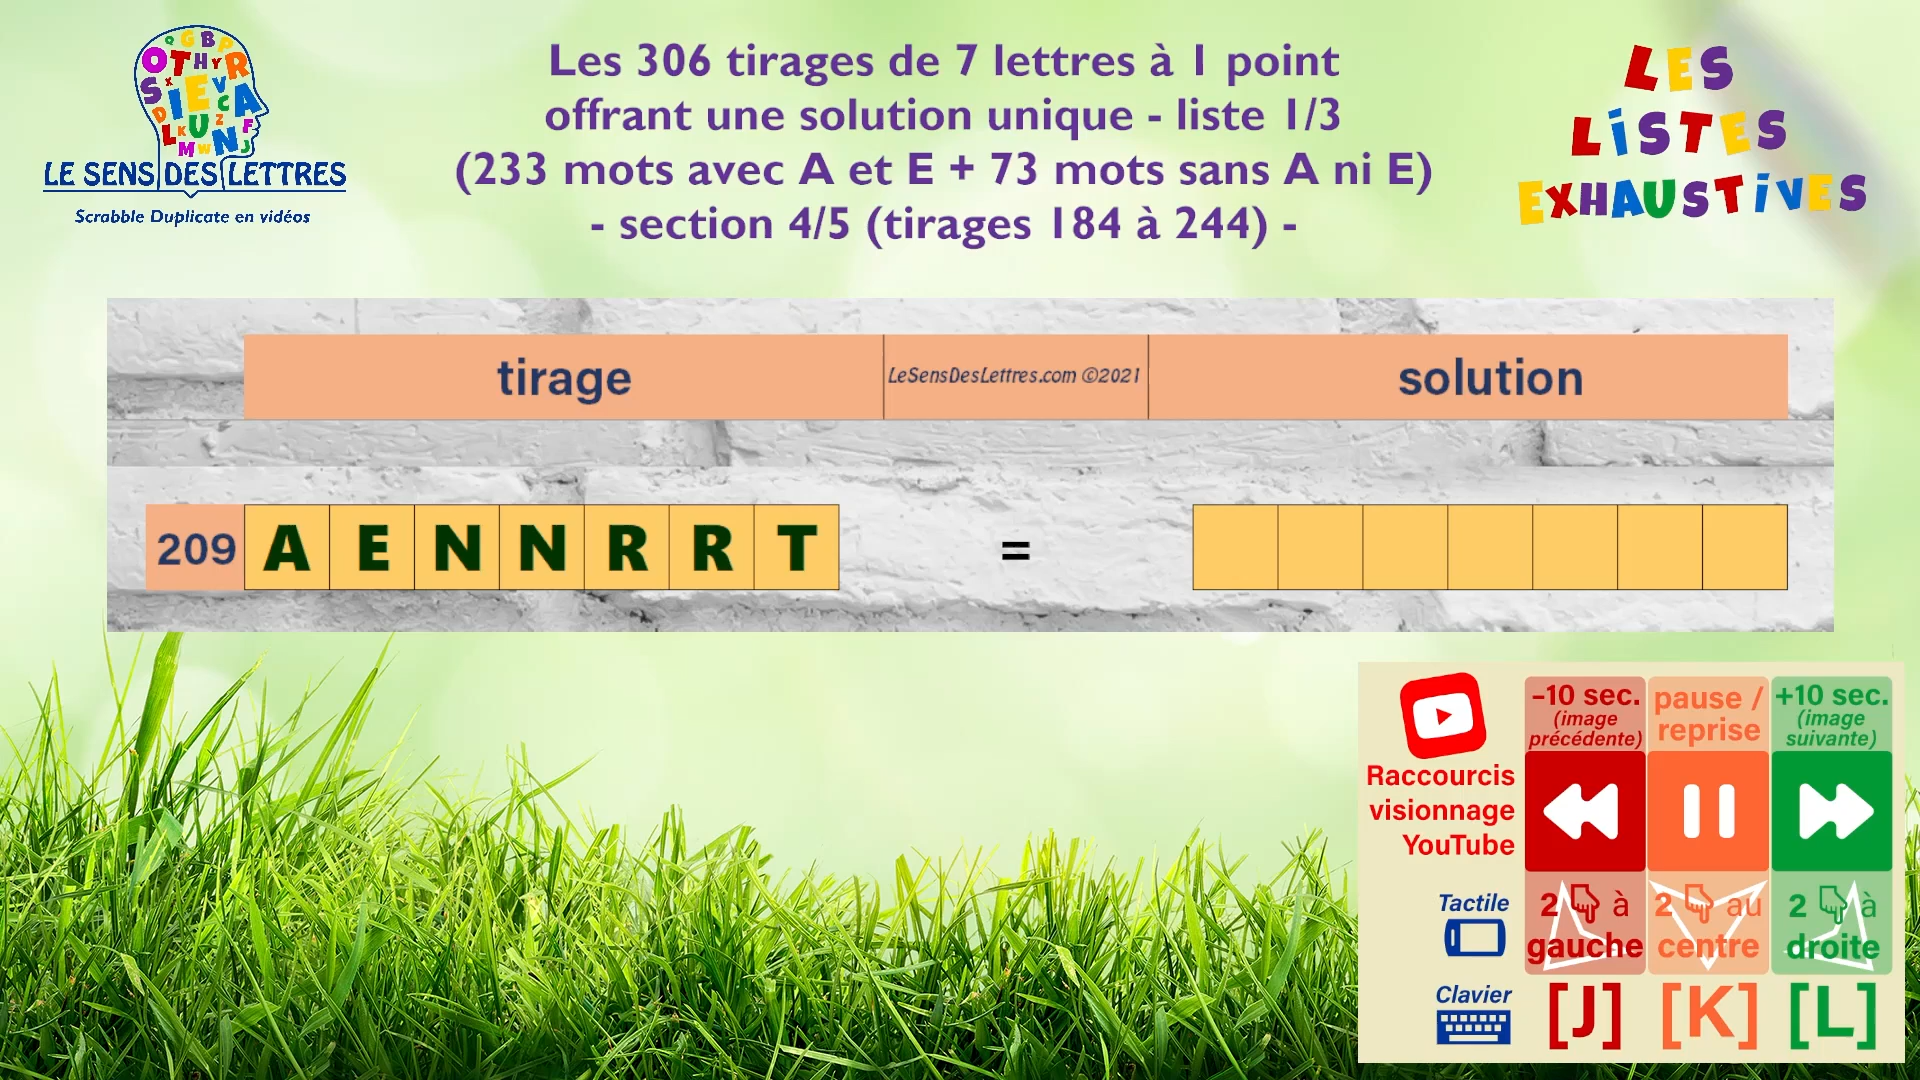 LE SENS DES LETTRES
Scrabble Duplicate en vidéos
Les 306 tirages de 7 lettres à 1 point
offrant une solution unique - liste 1/3
(233 mots avec A et E + 73 mots sans A ni E)
- section 4/5 (tirages 184 à 244) -
LES
LiSTES
EXHAUSTiVES
tirage
LeSensDesLettres.com ©2021
solution
209 A E N N R R T =
Raccourcis
visionnage
YouTube
-10 sec.
(image
précédente)
pause /
reprise
+10 sec.
(image
suivante)
Tactile
2 à
gauche
2 au
centre
2 à
droite
Clavier
[J] [K] [L]